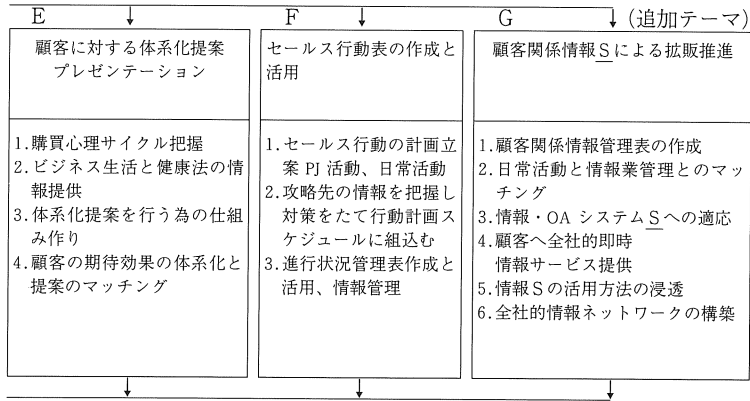 E
顧客に対する体系化提案
プレゼンテーション
1.購買心理サイクル把握
2.ビジネス生活と健康法の情
報提供
3.体系化提案を行う為の仕組
み作り
4.顧客の期待効果の体系化と
提案のマッチング
F
セールス行動表の作成と
活用
1.セールス行動の計画立
案 PJ 活動、日常活動
2.攻略先の情報を把握し
対策をたて行動計画ス
ケジュールに組込む
3.進行状況管理表作成と
活用、情報管理
G (追加テーマ)
顧客関係情報Sによる拡販推進
1.顧客関係情報管理表の作成
2.日常活動と情報業管理とのマッ
チング
3.情報・OA システムSへの適応
4.顧客へ全社的即時
情報サービス提供
5.情報Sの活用方法の浸透
6.全社的情報ネットワークの構築